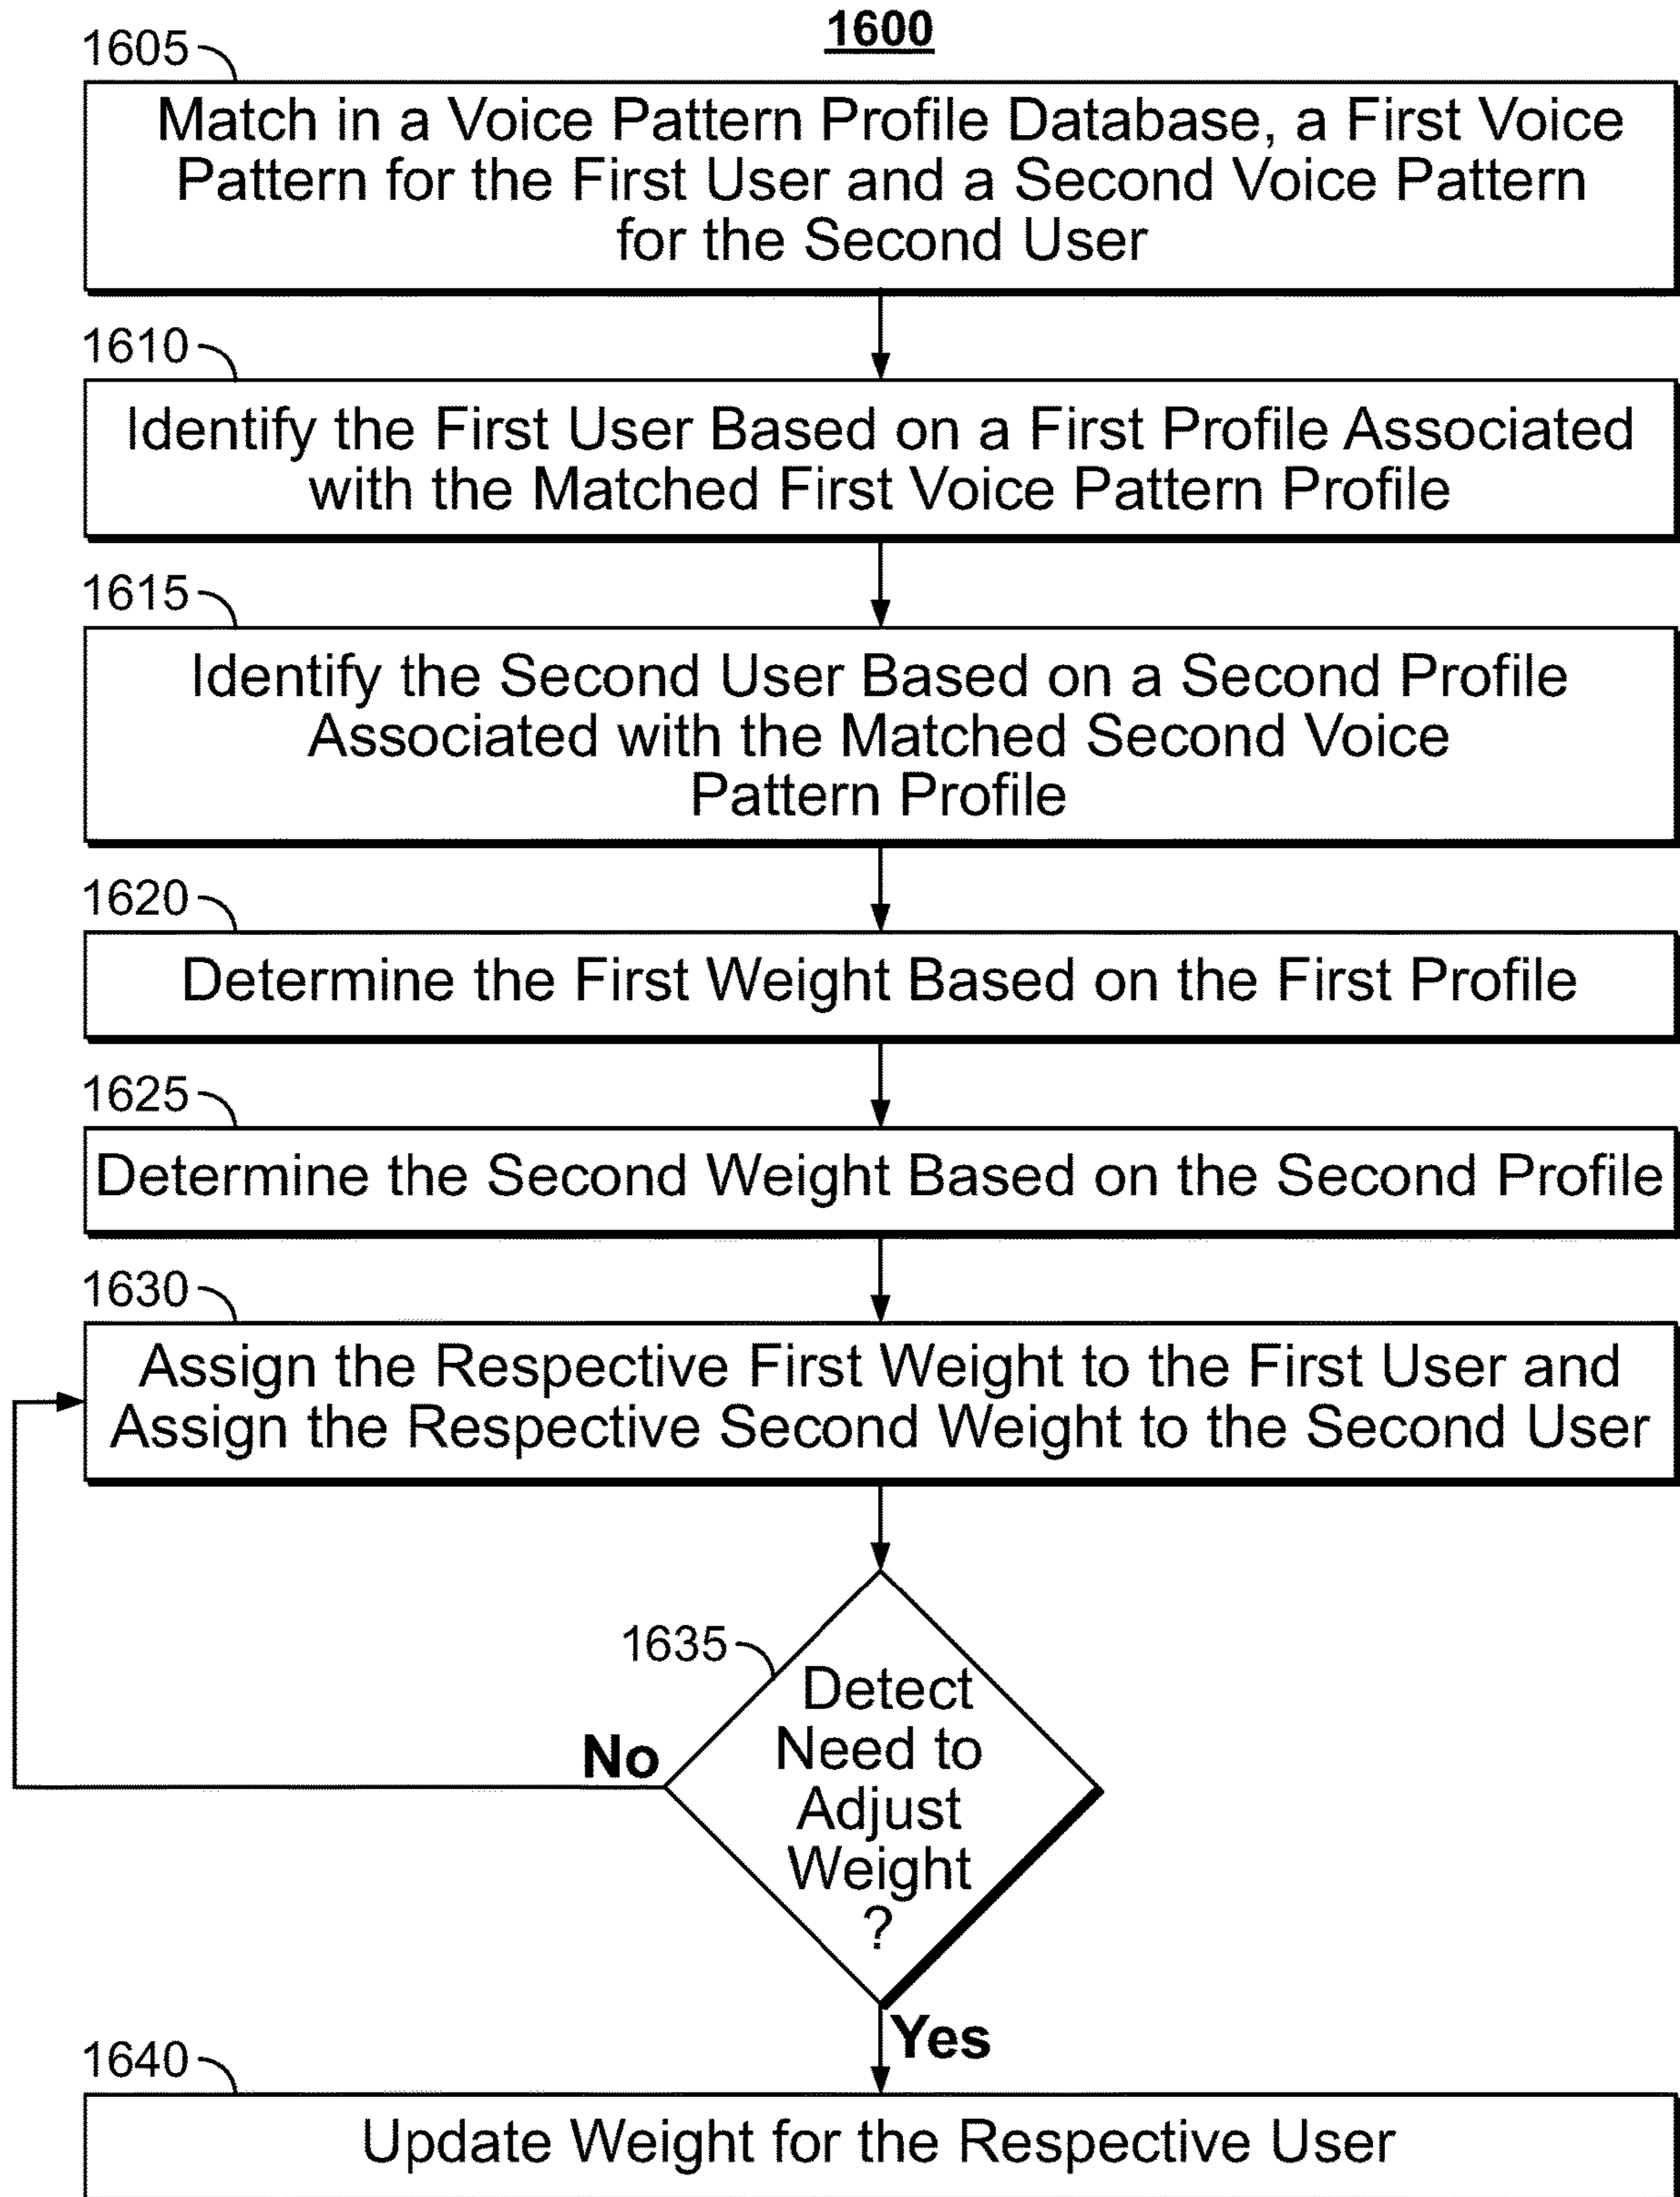 1600
1605
Match in a Voice Pattern Profile Database, a First Voice
Pattern for the First User and a Second Voice Pattern
for the Second User
1610
Identify the First User Based on a First Profile Associated
with the Matched First Voice Pattern Profile
1615
Identify the Second User Based on a Second Profile
Associated with the Matched Second Voice
Pattern Profile
1620
Determine the First Weight Based on the First Profile
1625
Determine the Second Weight Based on the Second Profile
1630
Assign the Respective First Weight to the First User and
Assign the Respective Second Weight to the Second User
1635
Detect
Need to
Adjust
Weight
?
No
Yes
1640
Update Weight for the Respective User